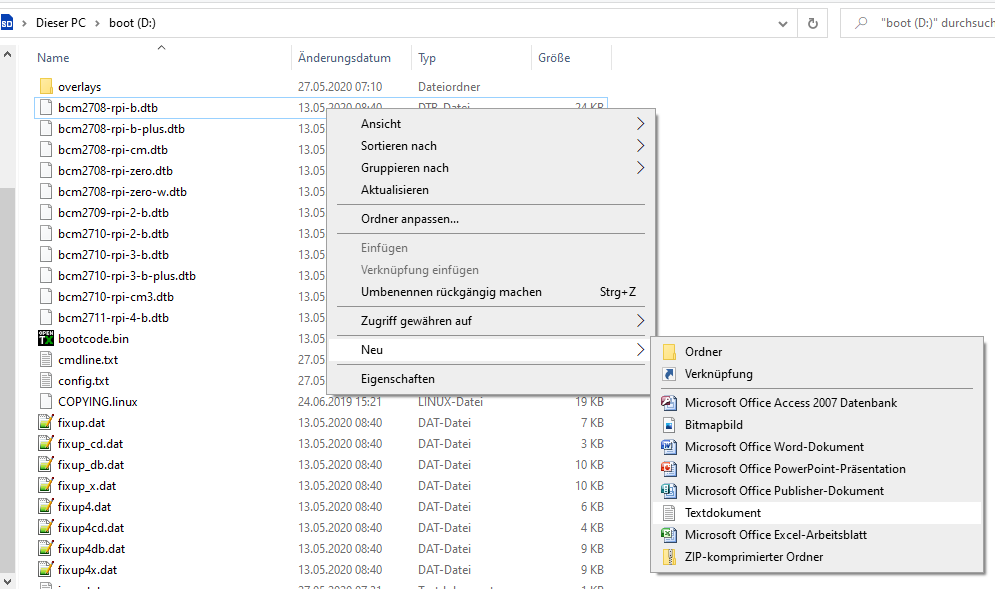 SD Dieser PC boot (D:) "boot (D:)" durchsuch
Name Änderungsdatum Typ Größe
overlays 27.05.2020 07:10 Dateiordner
bcm2708-rpi-b.dtb 13.05.2020 08:40 DTB-Datei 24 KB
bcm2708-rpi-b-plus.dtb 13.05
bcm2708-rpi-cm.dtb 13.05
bcm2708-rpi-zero.dtb 13.05
bcm2708-rpi-zero-w.dtb 13.05
bcm2709-rpi-2-b.dtb 13.05
bcm2710-rpi-2-b.dtb 13.05
bcm2710-rpi-3-b.dtb 13.05
bcm2710-rpi-3-b-plus.dtb 13.05
bcm2710-rpi-cm3.dtb 13.05
bcm2711-rpi-4-b.dtb 13.05
OPEN TX bootcode.bin 13.05
cmdline.txt 27.05
config.txt 27.05
COPYING.linux 24.06.2019 15:21 LINUX-Datei 19 KB
fixup.dat 13.05.2020 08:40 DAT-Datei 7 KB
fixup_cd.dat 13.05.2020 08:40 DAT-Datei 3 KB
fixup_db.dat 13.05.2020 08:40 DAT-Datei 10 KB
fixup_x.dat 13.05.2020 08:40 DAT-Datei 10 KB
fixup4.dat 13.05.2020 08:40 DAT-Datei 6 KB
fixup4cd.dat 13.05.2020 08:40 DAT-Datei 4 KB
fixup4db.dat 13.05.2020 08:40 DAT-Datei 9 KB
fixup4x.dat 13.05.2020 08:40 DAT-Datei 9 KB
Ansicht
Sortieren nach
Gruppieren nach
Aktualisieren
Ordner anpassen...
Einfügen
Verknüpfung einfügen
Umbenennen rückgängig machen Strg+Z
Zugriff gewähren auf
Neu
Eigenschaften
Ordner
Verknüpfung
Microsoft Office Access 2007 Datenbank
Bitmapbild
Microsoft Office Word-Dokument
Microsoft Office PowerPoint-Präsentation
Microsoft Office Publisher-Dokument
Textdokument
Microsoft Office Excel-Arbeitsblatt
ZIP-komprimierter Ordner